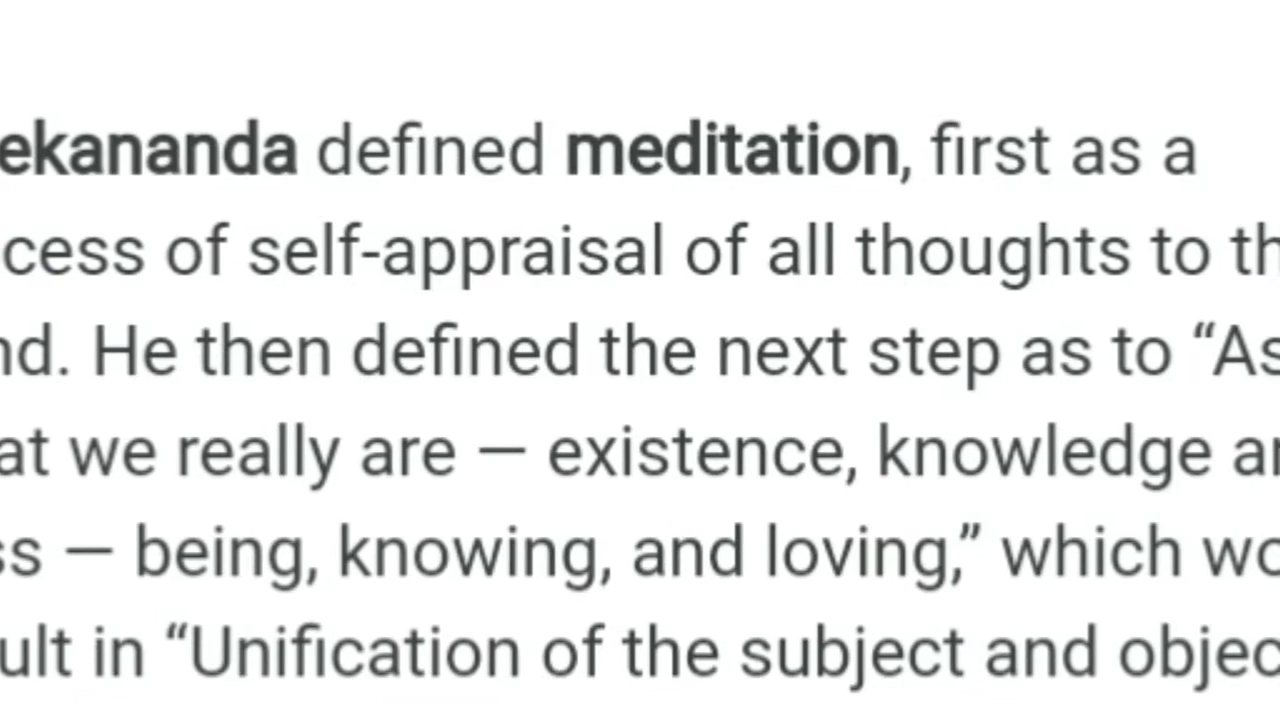 ekananda defined meditation, first as a
cess of self-appraisal of all thoughts to th
nd. He then defined the next step as to “As
at we really are — existence, knowledge ar
ss — being, knowing, and loving,” which wo
ult in “Unification of the subject and objec